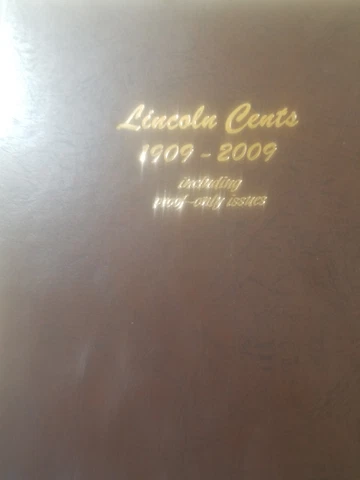 Lincoln Cents
1909-2009
including
proof-only issues